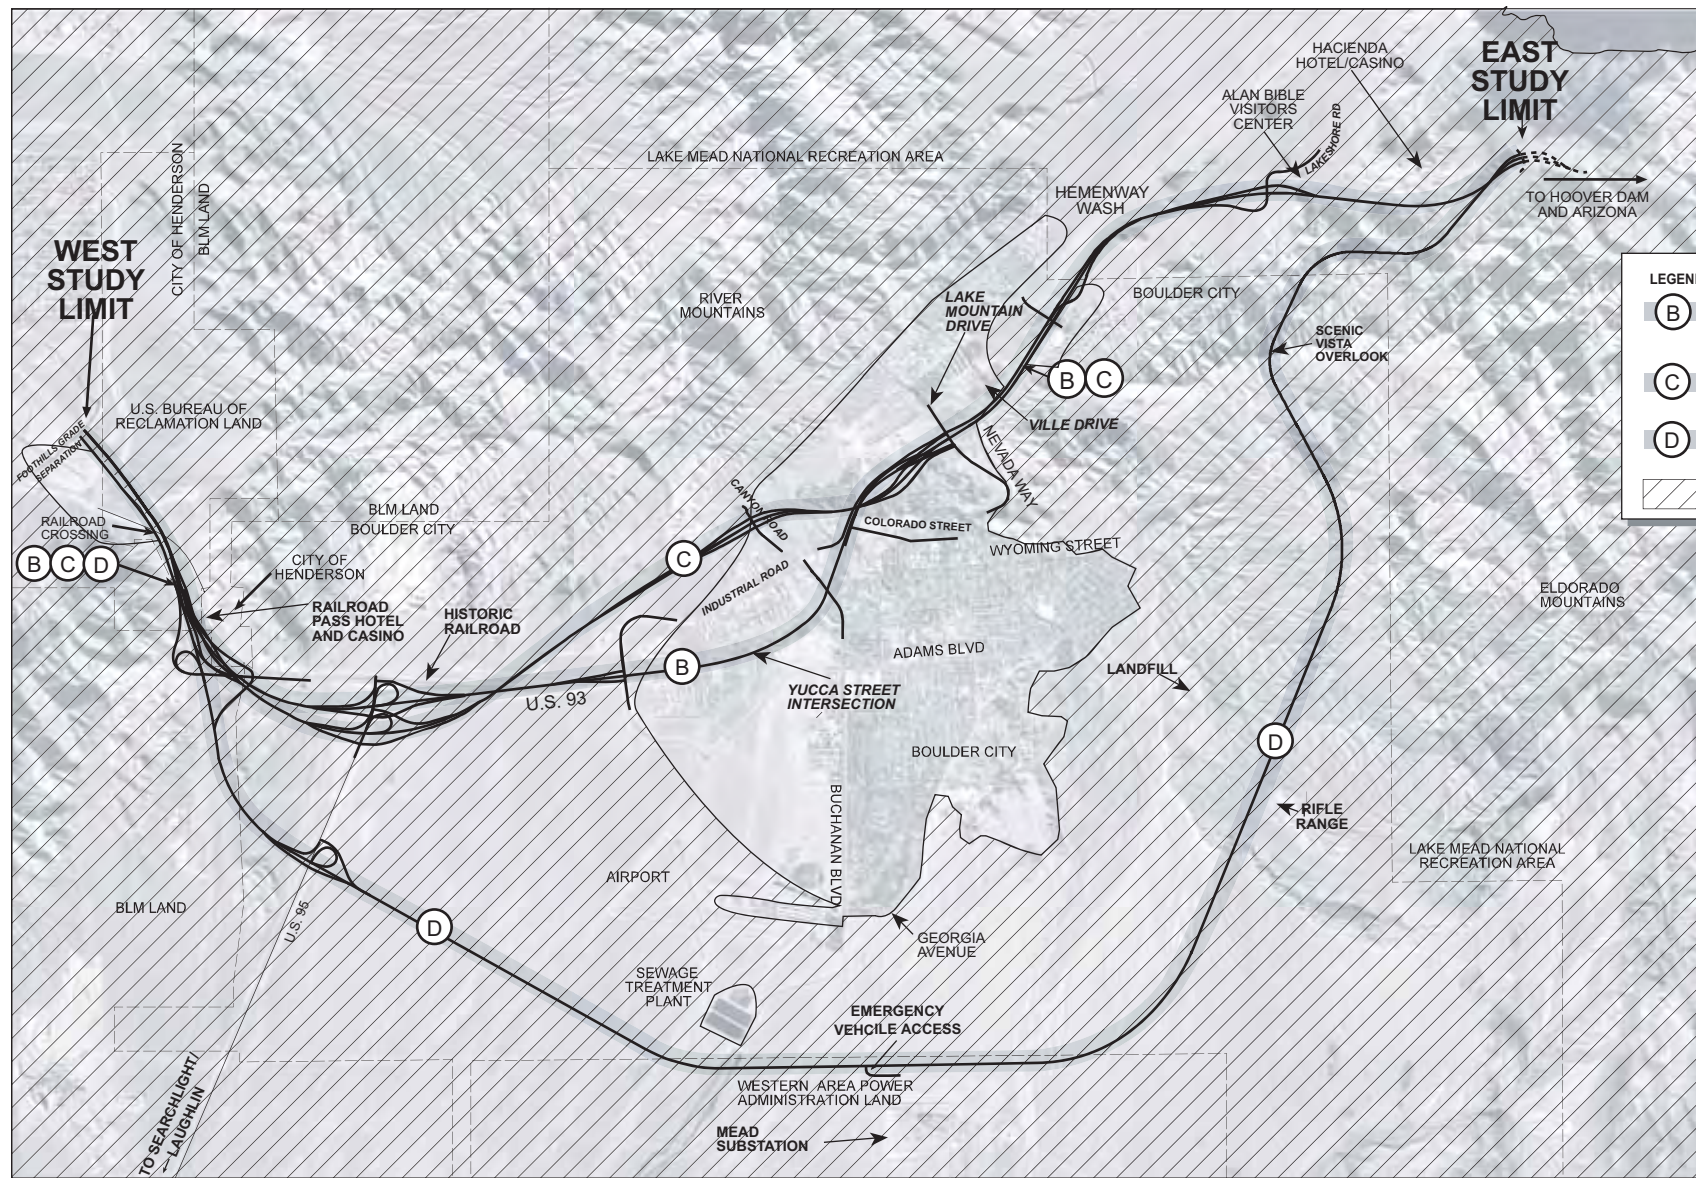 EAST
STUDY
LIMIT
HACIENDA
HOTEL/CASINO
ALAN BIBLE
VISITORS
CENTER
LAKESHORE RD
TO HOOVER DAM
AND ARIZONA
LAKE MEAD NATIONAL RECREATION AREA
HEMENWAY
WASH
CITY OF HENDERSON
BLM LAND
WEST
STUDY
LIMIT
RIVER
MOUNTAINS
LAKE
MOUNTAIN
DRIVE
BOULDER CITY
SCENIC
VISTA
OVERLOOK
LEGEN
B
C
D
B
C
VILLE DRIVE
NEVADA WAY
U.S. BUREAU OF
RECLAMATION LAND
FOOTHILLS GRADE
SEPARATION
RAILROAD
CROSSING
B
C
D
BLM LAND
BOULDER CITY
CITY OF
HENDERSON
CANYON ROAD
COLORADO STREET
WYOMING STREET
C
INDUSTRIAL ROAD
ELDORADO
MOUNTAINS
RAILROAD
PASS HOTEL
AND CASINO
HISTORIC
RAILROAD
ADAMS BLVD
B
LANDFILL
U.S. 93
YUCCA STREET
INTERSECTION
BOULDER CITY
D
BUCHANAN BLVD
RIFLE
RANGE
LAKE MEAD NATIONAL
RECREATION AREA
AIRPORT
BLM LAND
U.S. 95
D
GEORGIA
AVENUE
SEWAGE
TREATMENT
PLANT
EMERGENCY
VEHCILE ACCESS
WESTERN AREA POWER
ADMINISTRATION LAND
MEAD
SUBSTATION
TO SEARCHLIGHT/
LAUGHLIN